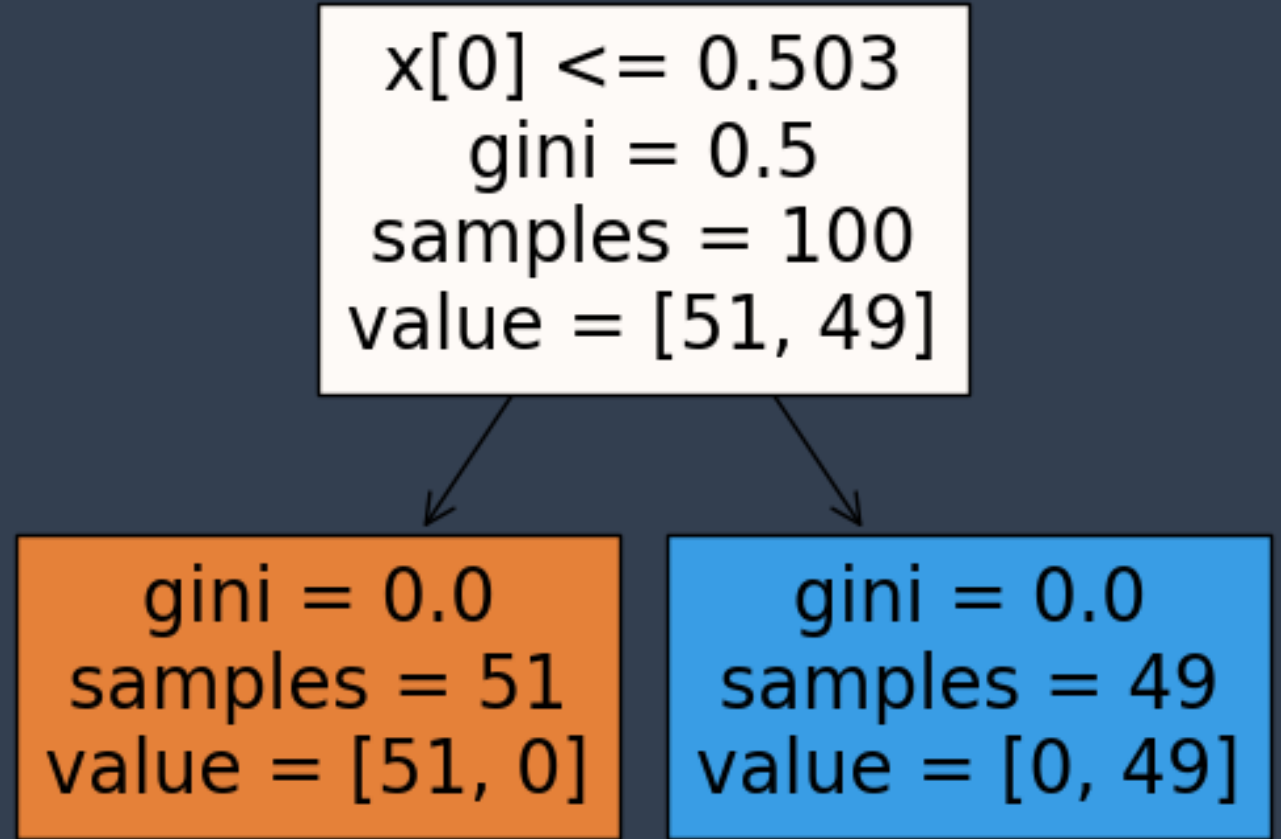 x[0] <= 0.503
gini = 0.5
samples = 100
value = [51, 49]
gini = 0.0
samples = 51
value = [51, 0]
gini = 0.0
samples = 49
value = [0, 49]